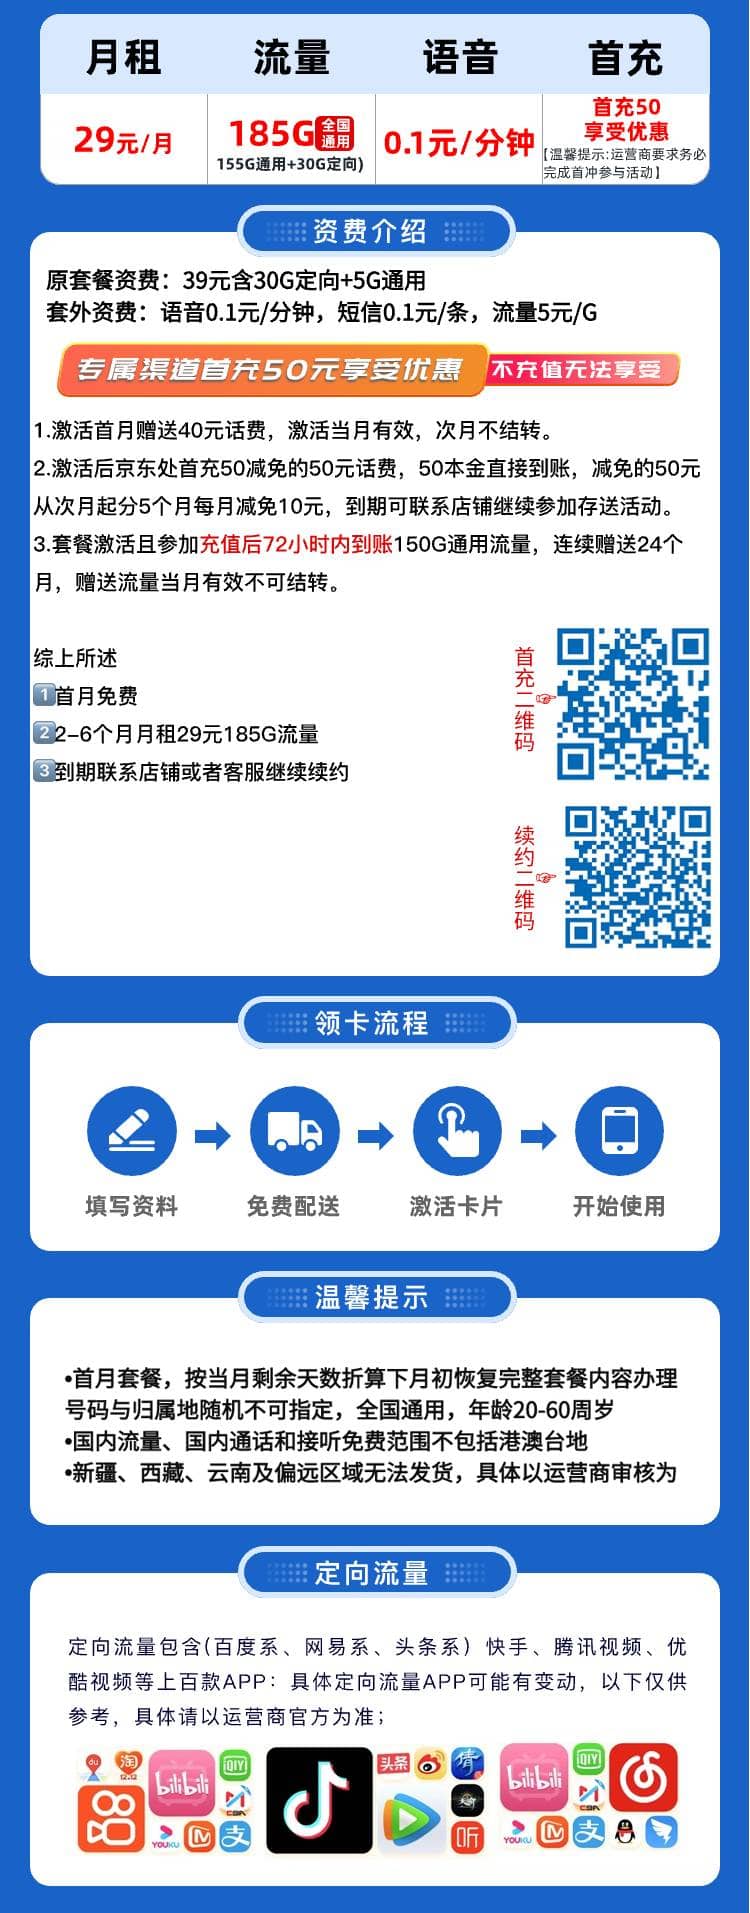 月租 流量 语音 首充
29元/月
185G全国通用
155G通用+30G定向)
0.1元/分钟
首充50
享受优惠
【温馨提示:运营商要求务必
完成首冲参与活动】
资费介绍
原套餐资费：39元含30G定向+5G通用
套外资费：语音0.1元/分钟，短信0.1元/条，流量5元/G
专属渠道首充50元享受优惠 不充值无法享受
1.激活首月赠送40元话费，激活当月有效，次月不结转。
2.激活后京东处首充50减免的50元话费，50本金直接到账，减免的50元
从次月起分5个月每月减免10元，到期可联系店铺继续参加存送活动。
3.套餐激活且参加充值后72小时内到账150G通用流量，连续赠送24个
月，赠送流量当月有效不可结转。
综上所述
1首月免费
22-6个月月租29元185G流量
3到期联系店铺或者客服继续续约
首充二维码
续约二维码
领卡流程
填写资料 免费配送 激活卡片 开始使用
温馨提示
•首月套餐，按当月剩余天数折算下月初恢复完整套餐内容办理
号码与归属地随机不可指定，全国通用，年龄20-60周岁
•国内流量、国内通话和接听免费范围不包括港澳台地
•新疆、西藏、云南及偏远区域无法发货，具体以运营商审核为
定向流量
定向流量包含(百度系、网易系、头条系）快手、腾讯视频、优
酷视频等上百款APP：具体定向流量APP可能有变动，以下仅供
参考，具体请以运营商官方为准；
du 淘 12.12 bilibili QIY CBA YOUKU 支 头条 倩 听 bilibili QIY CBA YOUKU 支